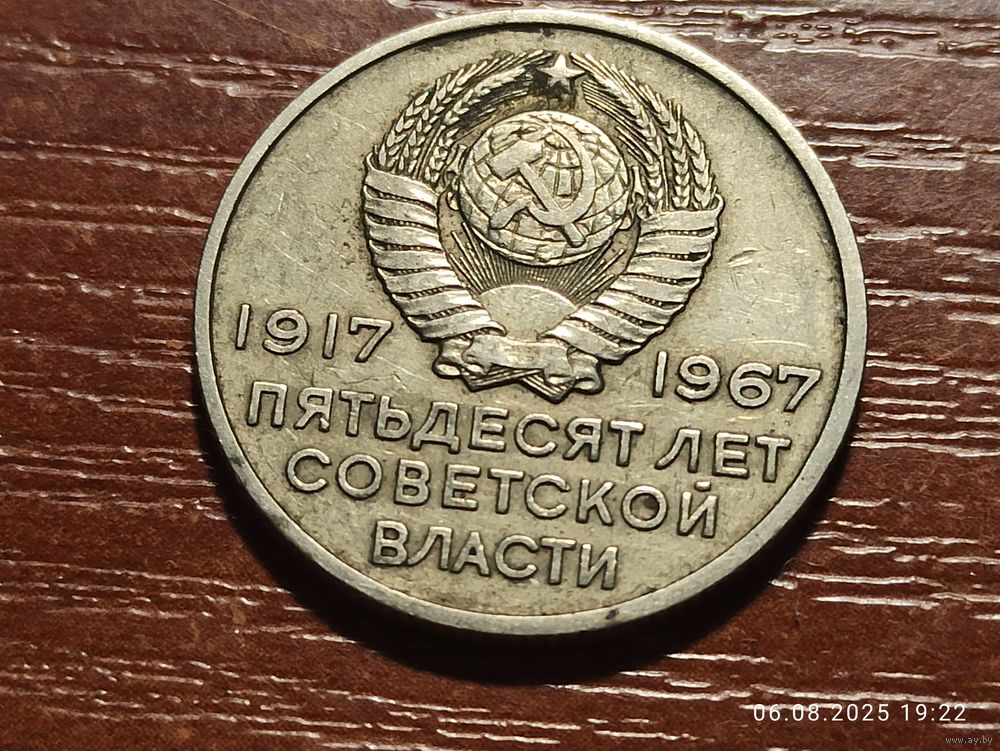 1917 1967
ПЯТЬДЕСЯТ ЛЕТ
СОВЕТСКОЙ
ВЛАСТИ
06.08.2025 19:22
www.ay.by